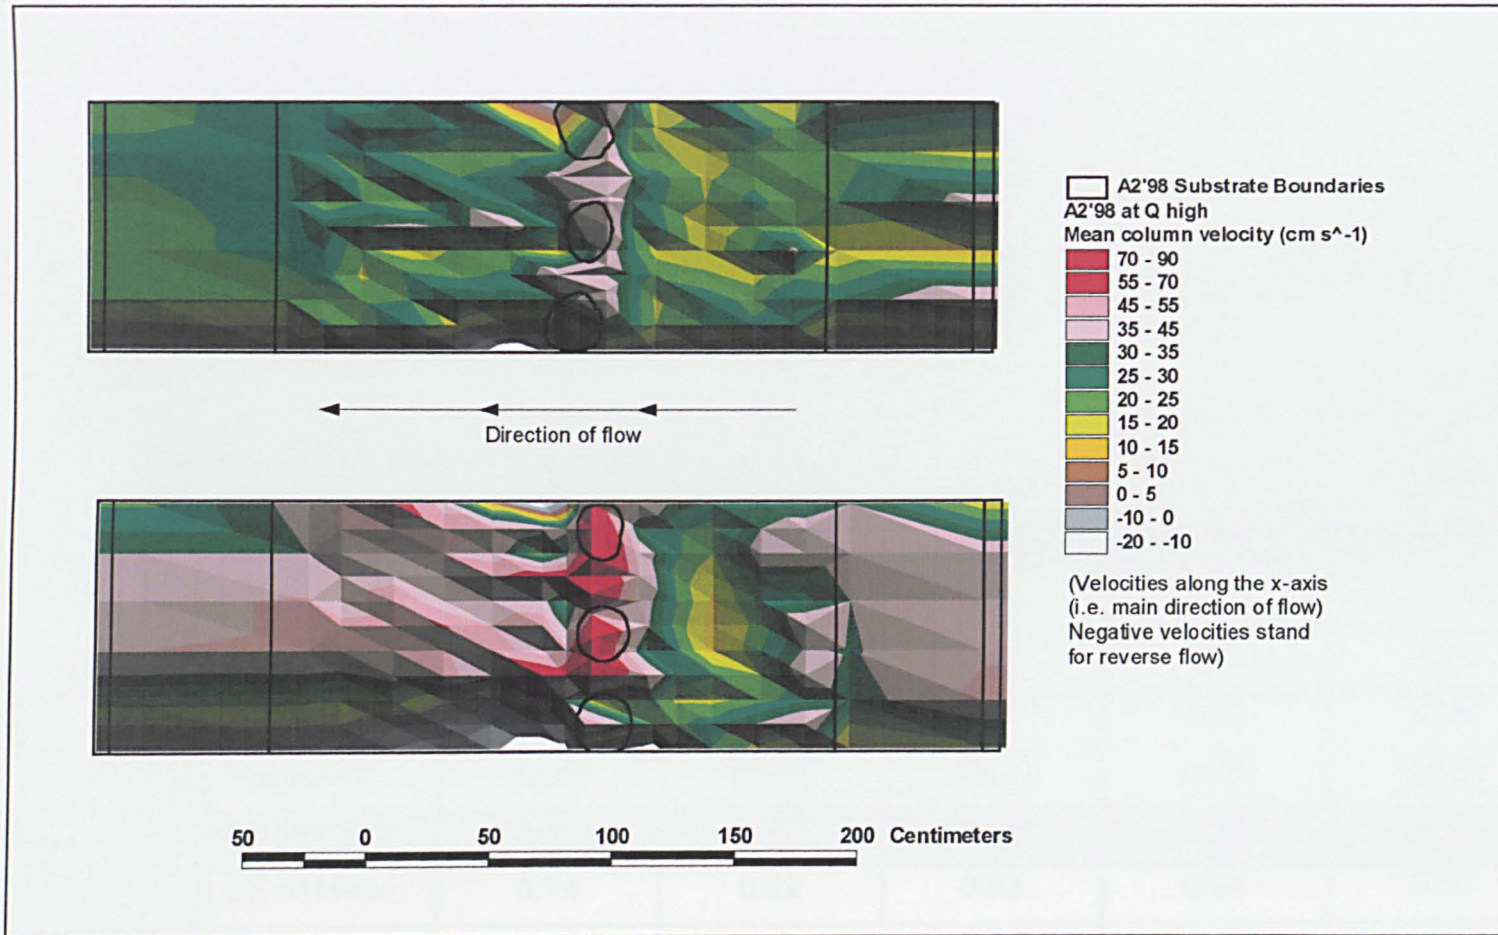 A2'98 Substrate Boundaries
A2'98 at Q high
Mean column velocity (cm s^-1)
70 - 90
55 - 70
45 - 55
35 - 45
30 - 35
25 - 30
20 - 25
15 - 20
10 - 15
5 - 10
0 - 5
-10 - 0
-20 - -10
(Velocities along the x-axis
(i.e. main direction of flow)
Negative velocities stand
for reverse flow)
Direction of flow
50 0 50 100 150 200 Centimeters